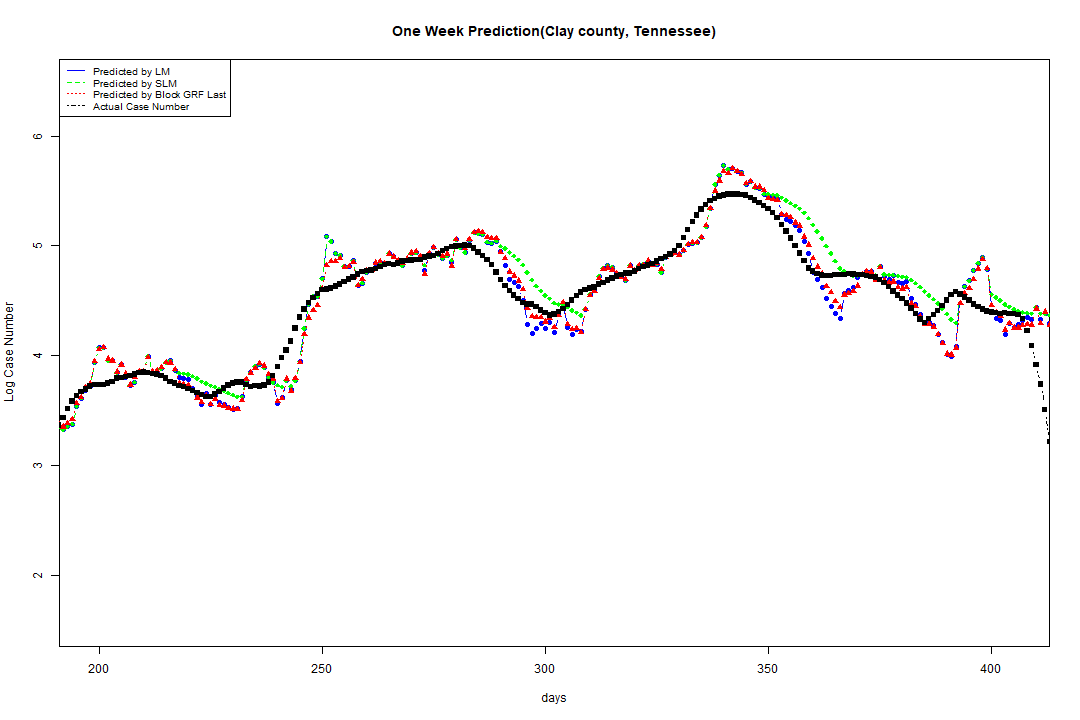 One Week Prediction(Clay county, Tennessee)
Predicted by LM
Predicted by SLM
Predicted by Block GRF Last
Actual Case Number
6
5
4
3
2
Log Case Number
200 250 300 350 400
days